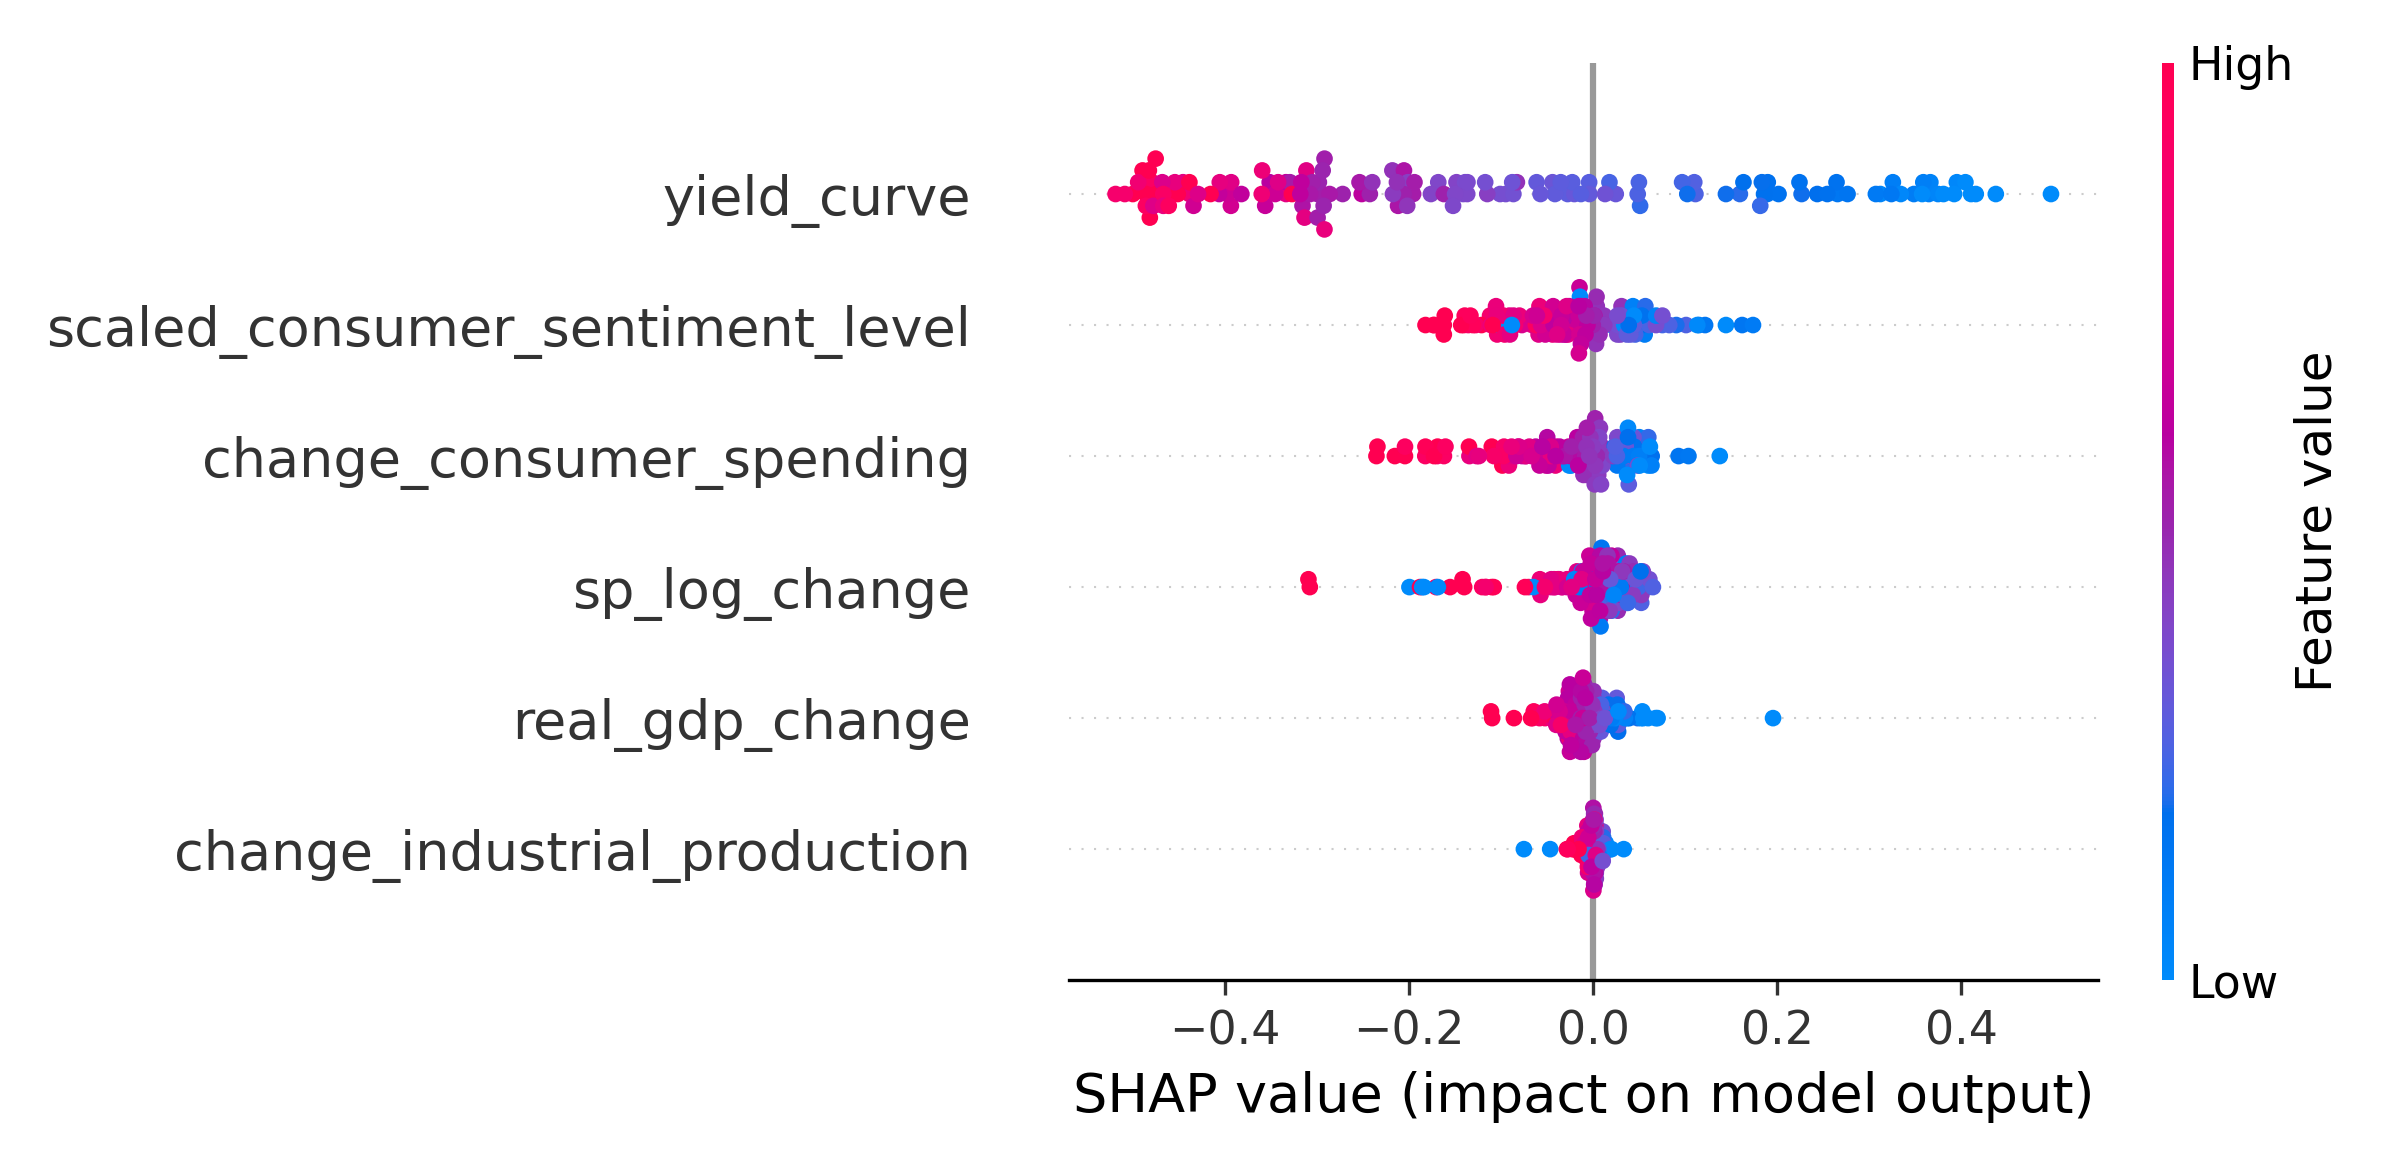 High
yield_curve
scaled_consumer_sentiment_level
change_consumer_spending
sp_log_change
real_gdp_change
change_industrial_production
Feature value
Low
−0.4 −0.2 0.0 0.2 0.4
SHAP value (impact on model output)